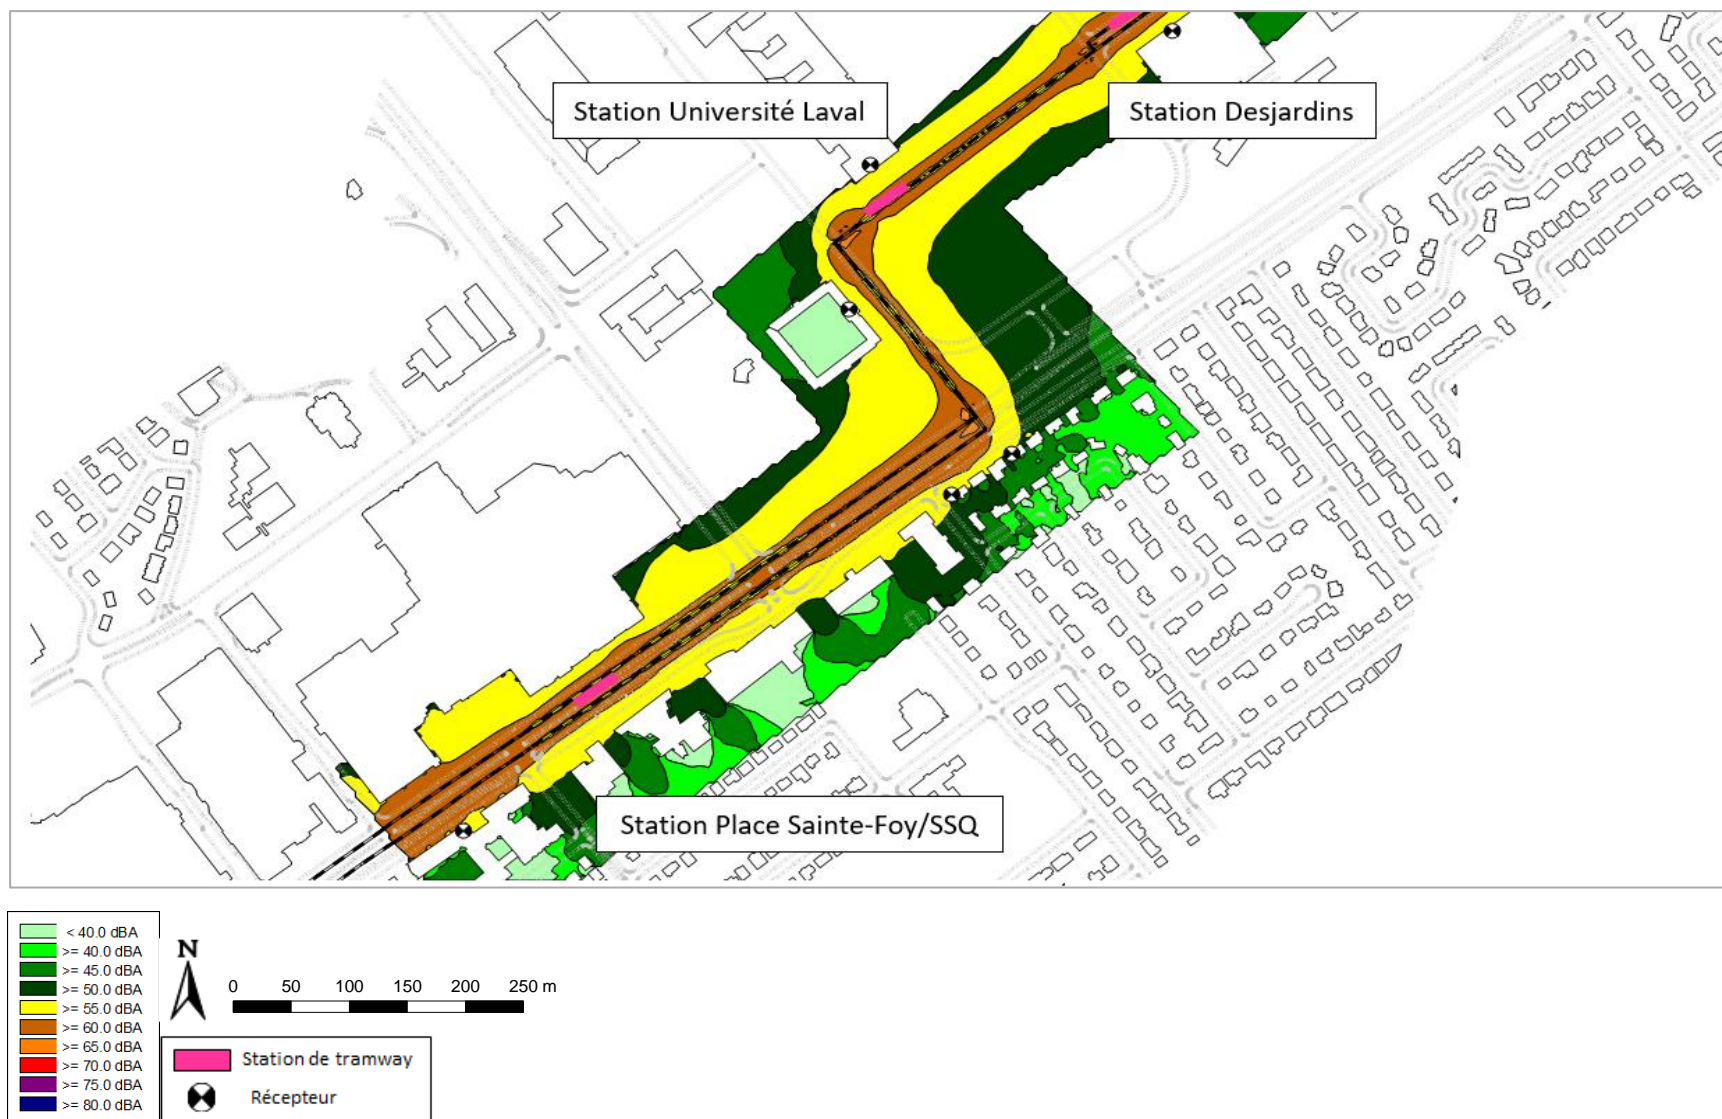 Station Université Laval
Station Desjardins
Station Place Sainte-Foy/SSQ
< 40.0 dBA
>= 40.0 dBA
>= 45.0 dBA
>= 50.0 dBA
>= 55.0 dBA
>= 60.0 dBA
>= 65.0 dBA
>= 70.0 dBA
>= 75.0 dBA
>= 80.0 dBA
N
0 50 100 150 200 250 m
Station de tramway
Récepteur